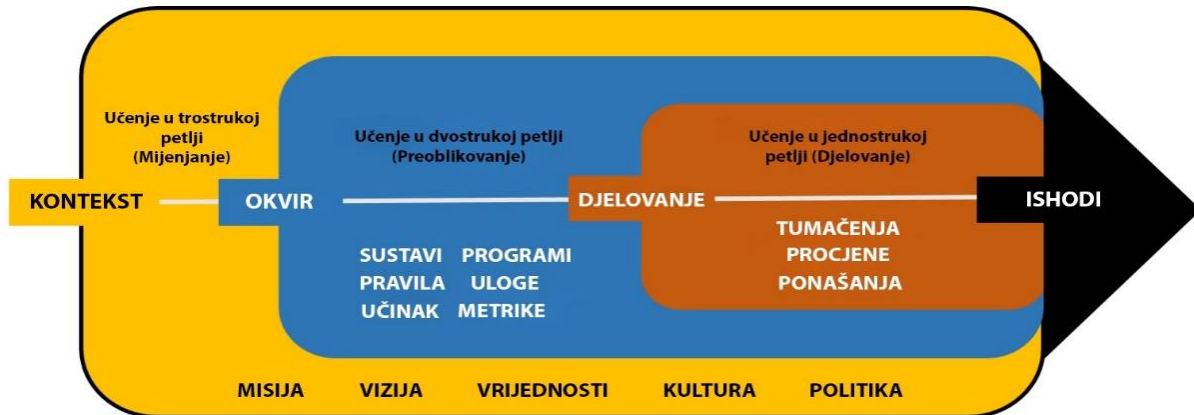 Učenje u trostrukoj
petlji
(Mijenjanje)
Učenje u dvostrukoj petlji
(Preoblikovanje)
Učenje u jednostrukoj
petlji (Djelovanje)
KONTEKST
OKVIR
DJELOVANJE
ISHODI
SUSTAVI PROGRAMI
PRAVILA ULOGE
UČINAK METRIKE
TUMAČENJA
PROCJENE
PONAŠANJA
MISIJA VIZIJA VRIJEDNOSTI KULTURA POLITIKA